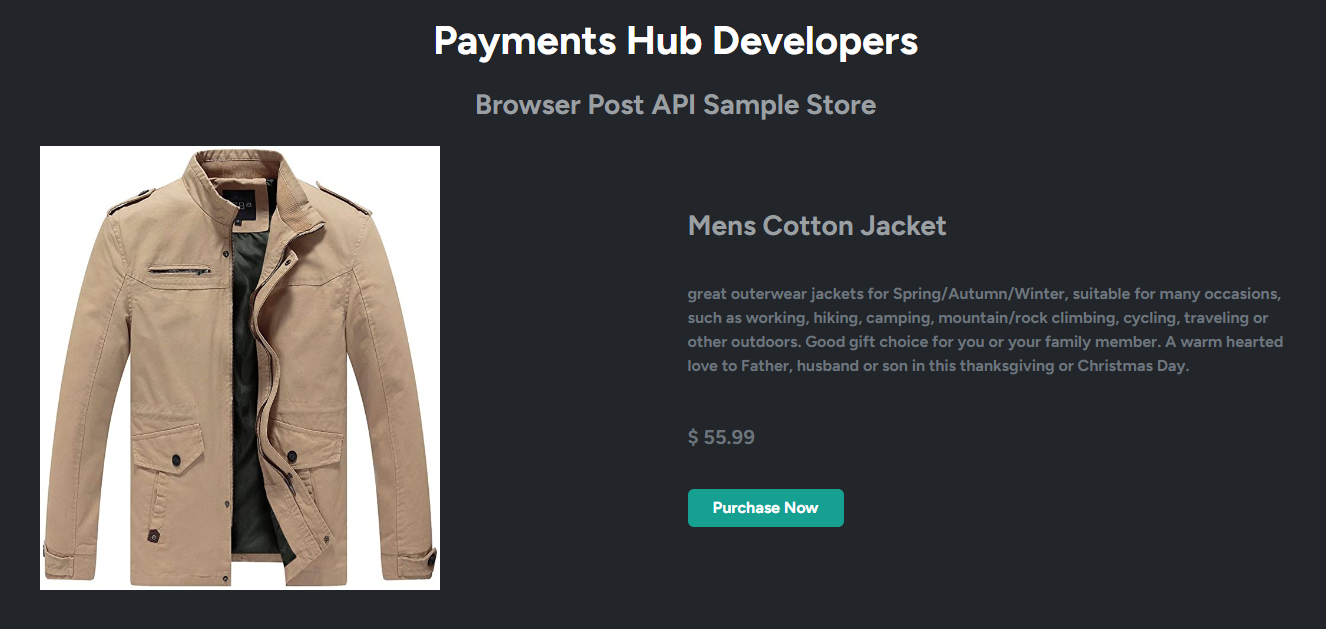 Payments Hub Developers
Browser Post API Sample Store
Mens Cotton Jacket
great outerwear jackets for Spring/Autumn/Winter, suitable for many occasions,
such as working, hiking, camping, mountain/rock climbing, cycling, traveling or
other outdoors. Good gift choice for you or your family member. A warm hearted
love to Father, husband or son in this thanksgiving or Christmas Day.
$ 55.99
Purchase Now